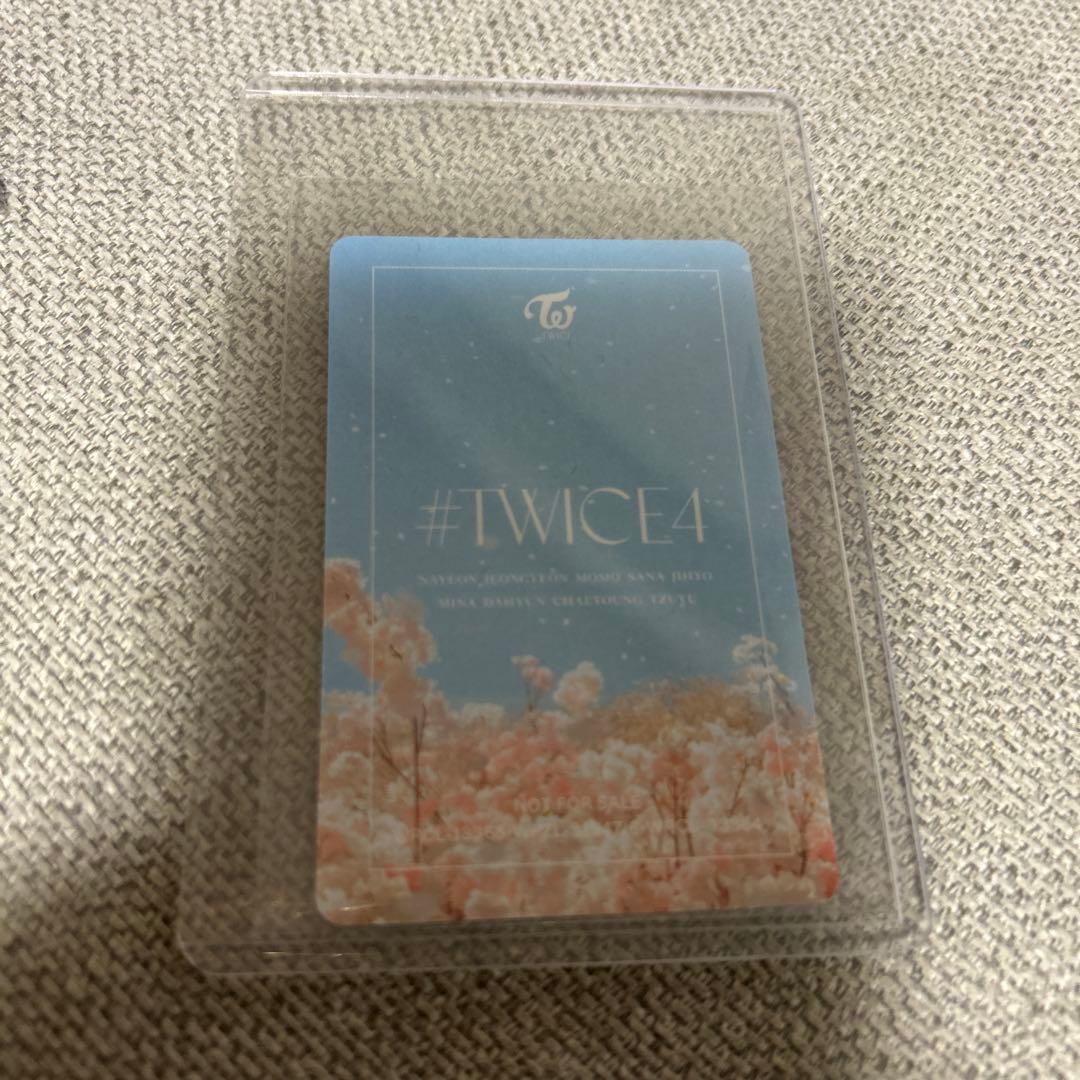 TWICE
#TWICE4
NAYEON JEONGYEON MOMO SANA JIHYO
MINA DAHYUN CHAEYOUNG TZUYU
NOT FOR SALE